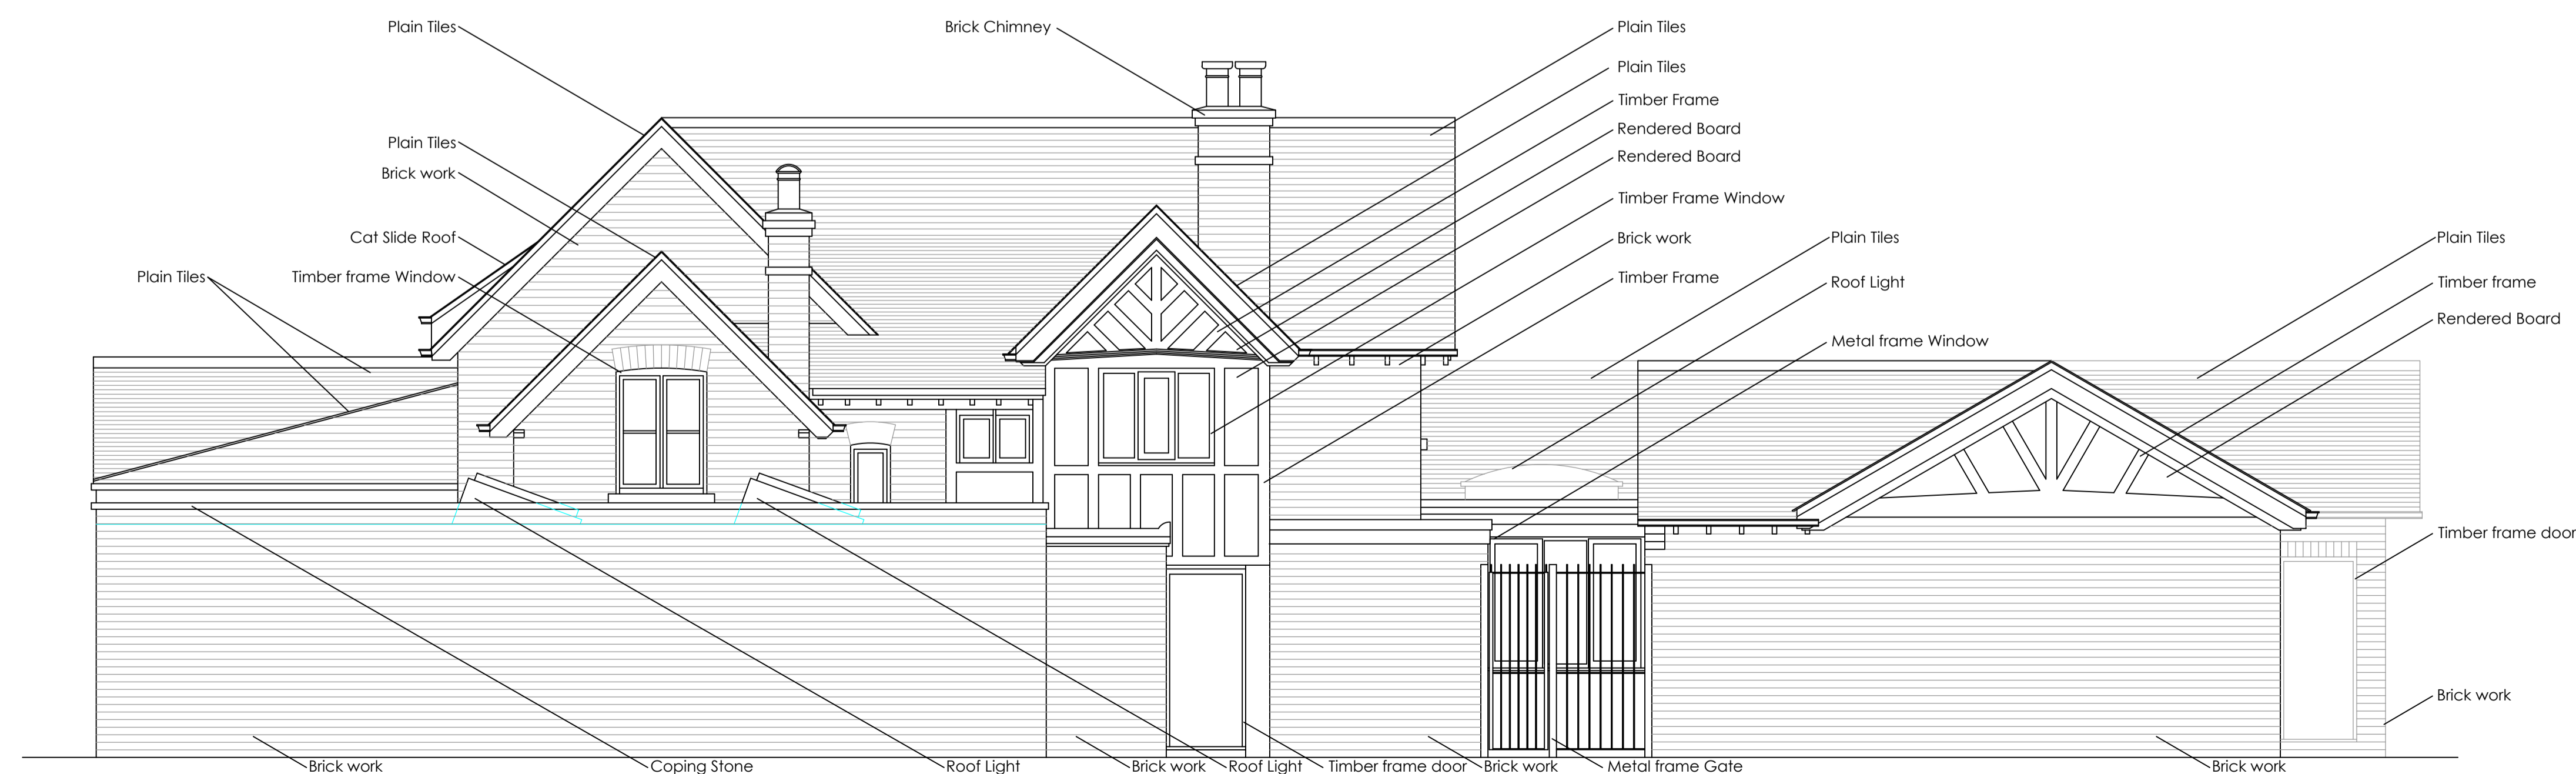 Plain Tiles
Brick Chimney
Plain Tiles
Plain Tiles
Timber Frame
Rendered Board
Plain Tiles
Rendered Board
Brick work
Timber Frame Window
Cat Slide Roof
Brick work
Plain Tiles
Plain Tiles
Plain Tiles
Timber frame Window
Timber Frame
Roof Light
Timber frame
Rendered Board
Metal frame Window
Timber frame door
Brick work
Brick work
Coping Stone
Roof Light
Brick work
Roof Light
Timber frame door
Brick work
Metal frame Gate
Brick work